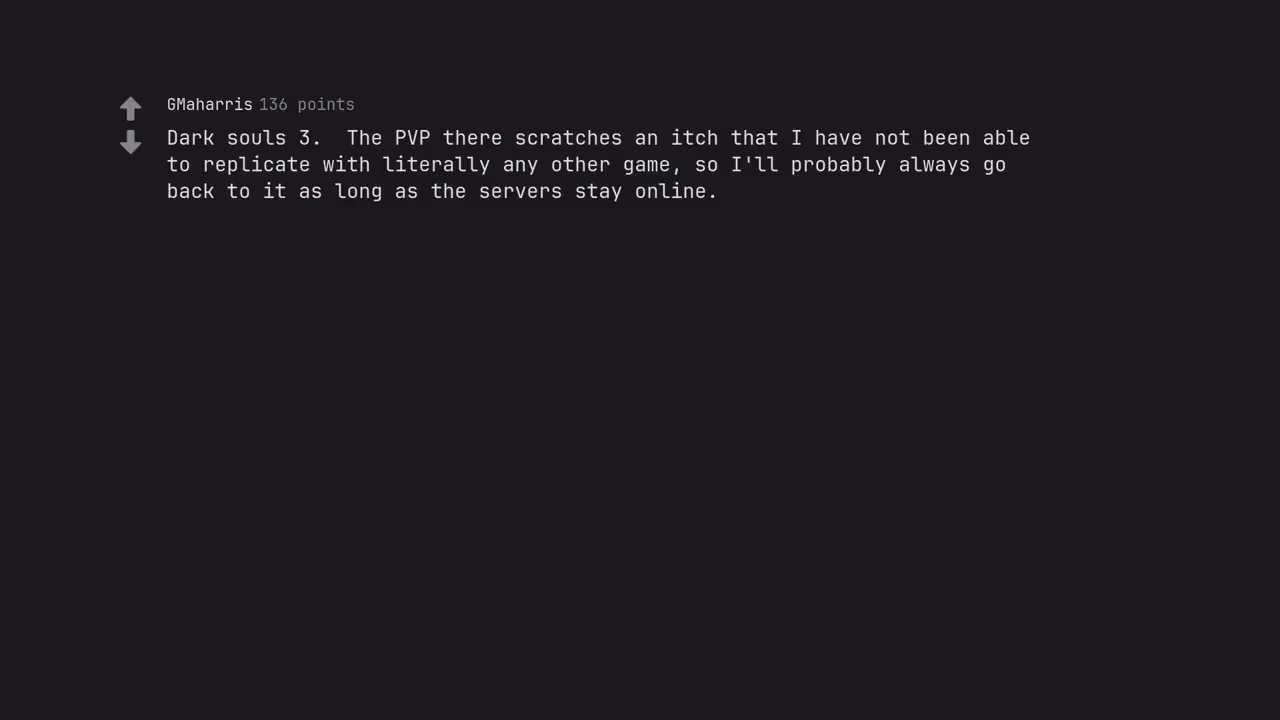 GMaharris 136 points
Dark souls 3.  The PVP there scratches an itch that I have not been able
to replicate with literally any other game, so I'll probably always go
back to it as long as the servers stay online.